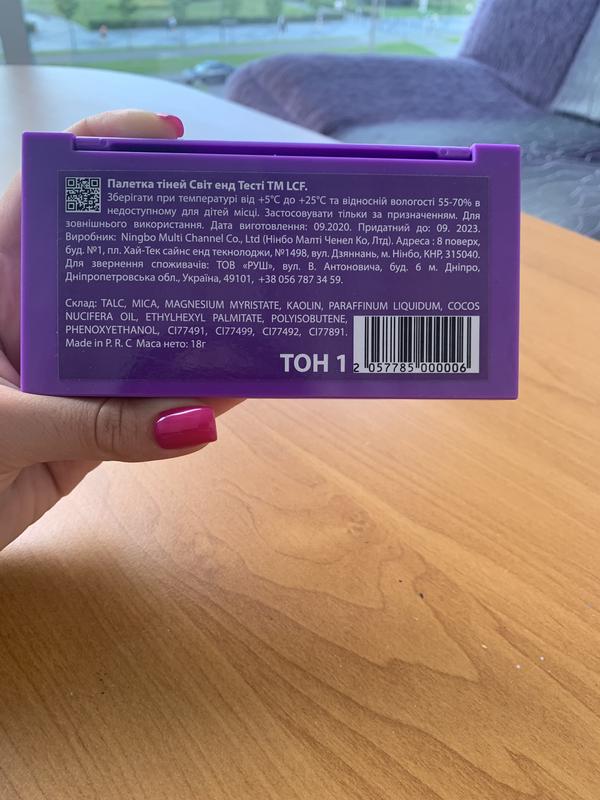 Палетка тіней Світ енд Тесті ТМ LCF.
Зберігати при температурі від +5°C до +25°C та відносній вологості 55-70% в
недоступному для дітей місці. Застосовувати тільки за призначенням. Для
зовнішнього використання. Дата виготовлення: 09.2020. Придатний до: 09. 2023.
Виробник: Ningbo Multi Channel Co., Ltd (Нінбо Малті Ченел Ко, Лтд). Адреса : 8 поверх,
буд. №1, пл. Хай-Тек сайнс енд текнолоджи, №1498, вул. Дзяннань, м. Нінбо, КНР, 315040.
Для звернення споживачів: ТОВ «РУШ», вул. В. Антоновича, буд. 6 м. Дніпро,
Дніпропетровська обл., Україна, 49101, +38 056 787 34 59.
Склад: TALC, MICA, MAGNESIUM MYRISTATE, KAOLIN, PARAFFINUM LIQUIDUM, COCOS
NUCIFERA OIL, ETHYLHEXYL PALMITATE, POLYISOBUTENE,
PHENOXYETHANOL, CI77491, CI77499, CI77492, CI77891.
Made in P. R. C Маса нето: 18г
ТОН 1
2 057785 000006